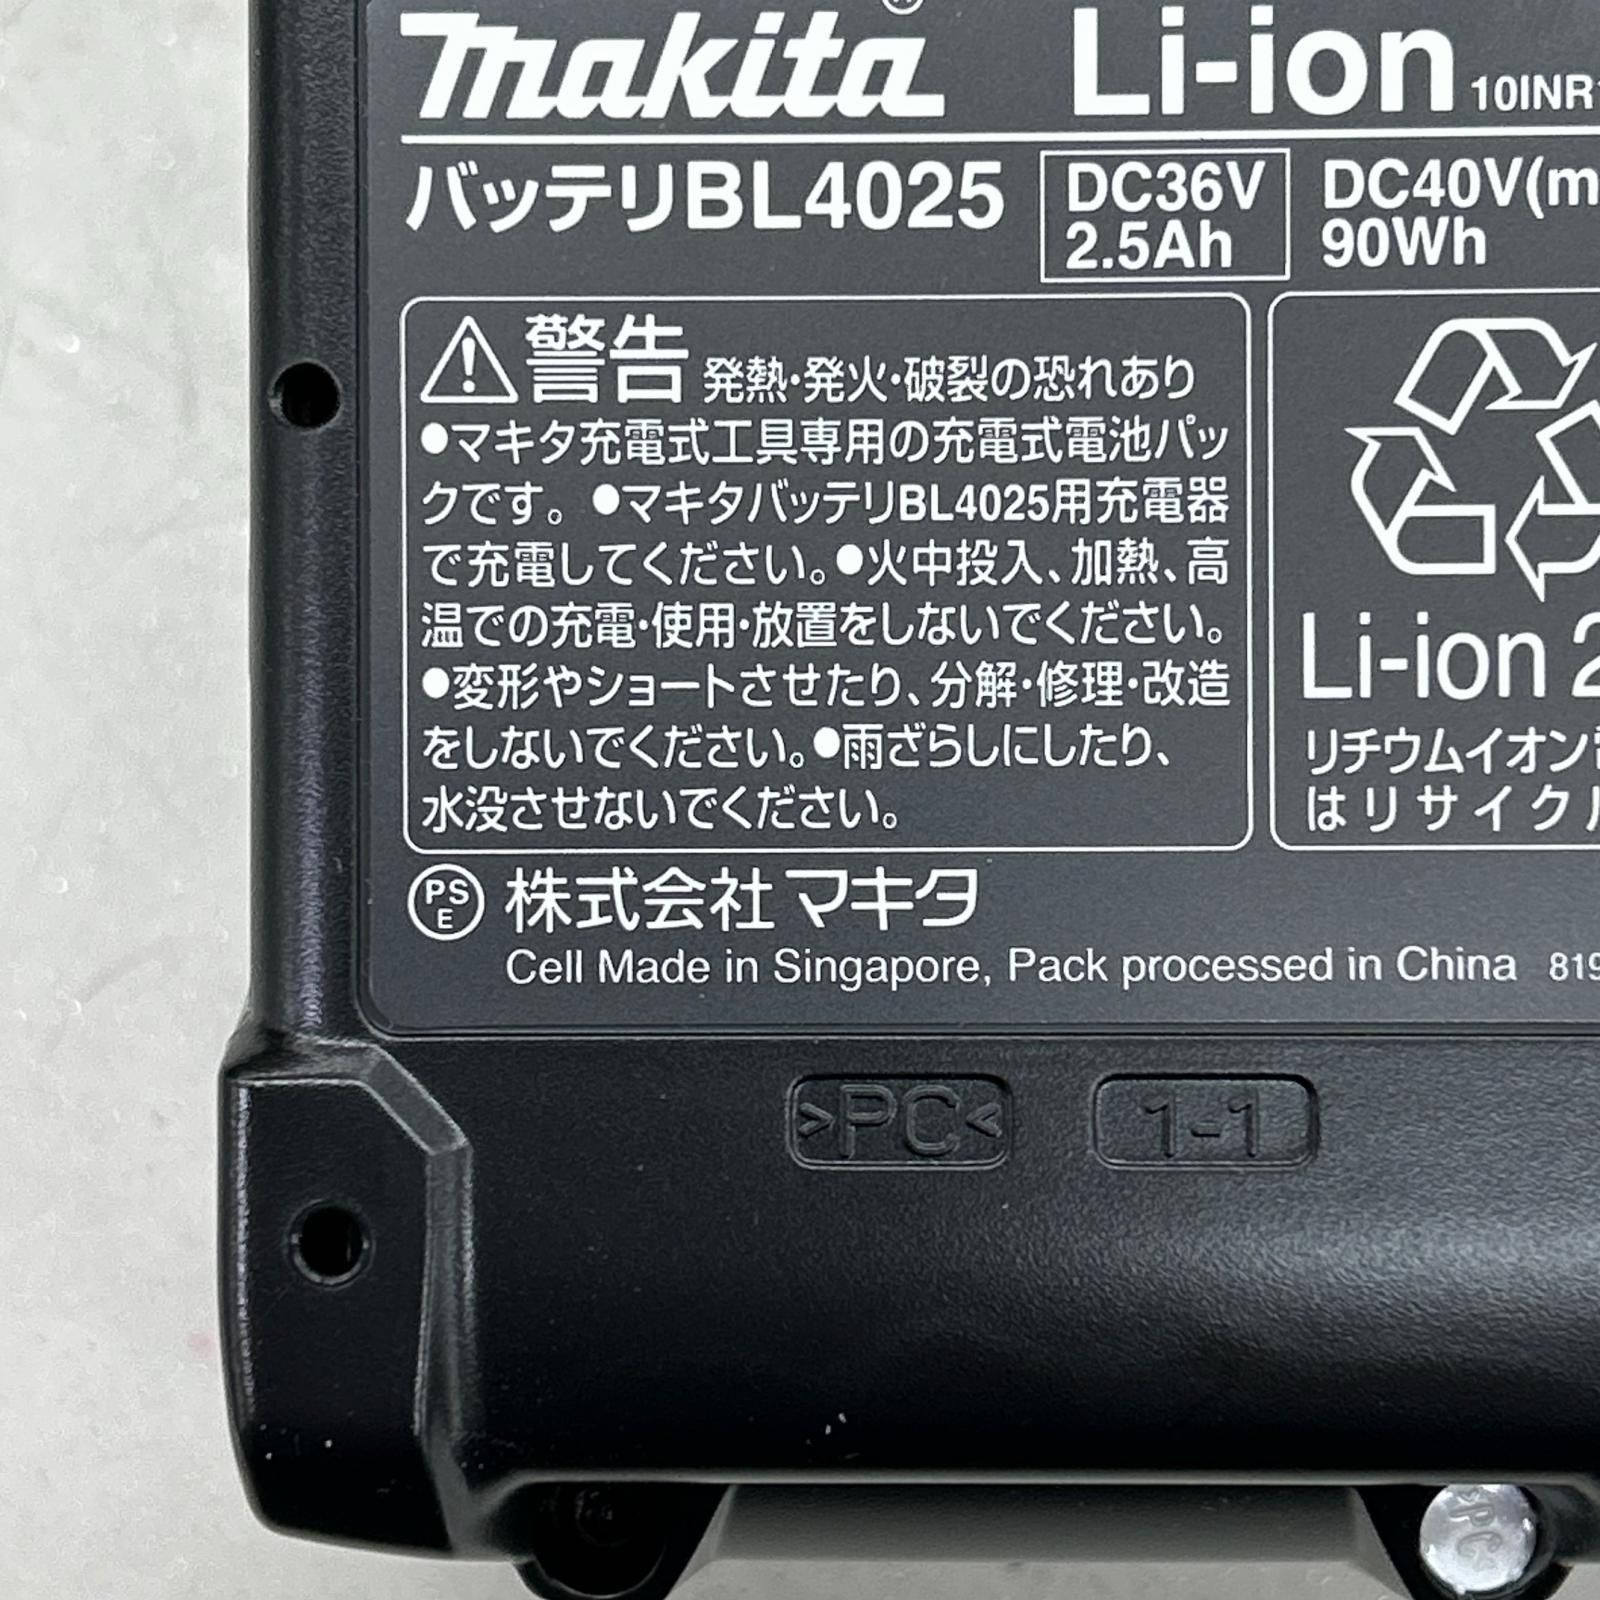 makita® Li-ion 10INR
バッテリBL4025 DC36V 2.5Ah DC40V(m 90Wh
警告 発熱・発火・破裂の恐れあり
●マキタ充電式工具専用の充電式電池パッ
クです。●マキタバッテリBL4025用充電器
で充電してください。●火中投入、加熱、高
温での充電・使用・放置をしないでください。
●変形やショートさせたり、分解・修理・改造
をしないでください。●雨ざらしにしたり、
水没させないでください。
Li-ion 2
リチウムイオン
はリサイクル
PSE 株式会社マキタ
Cell Made in Singapore, Pack processed in China 819
>PC< 1-1
>PC<